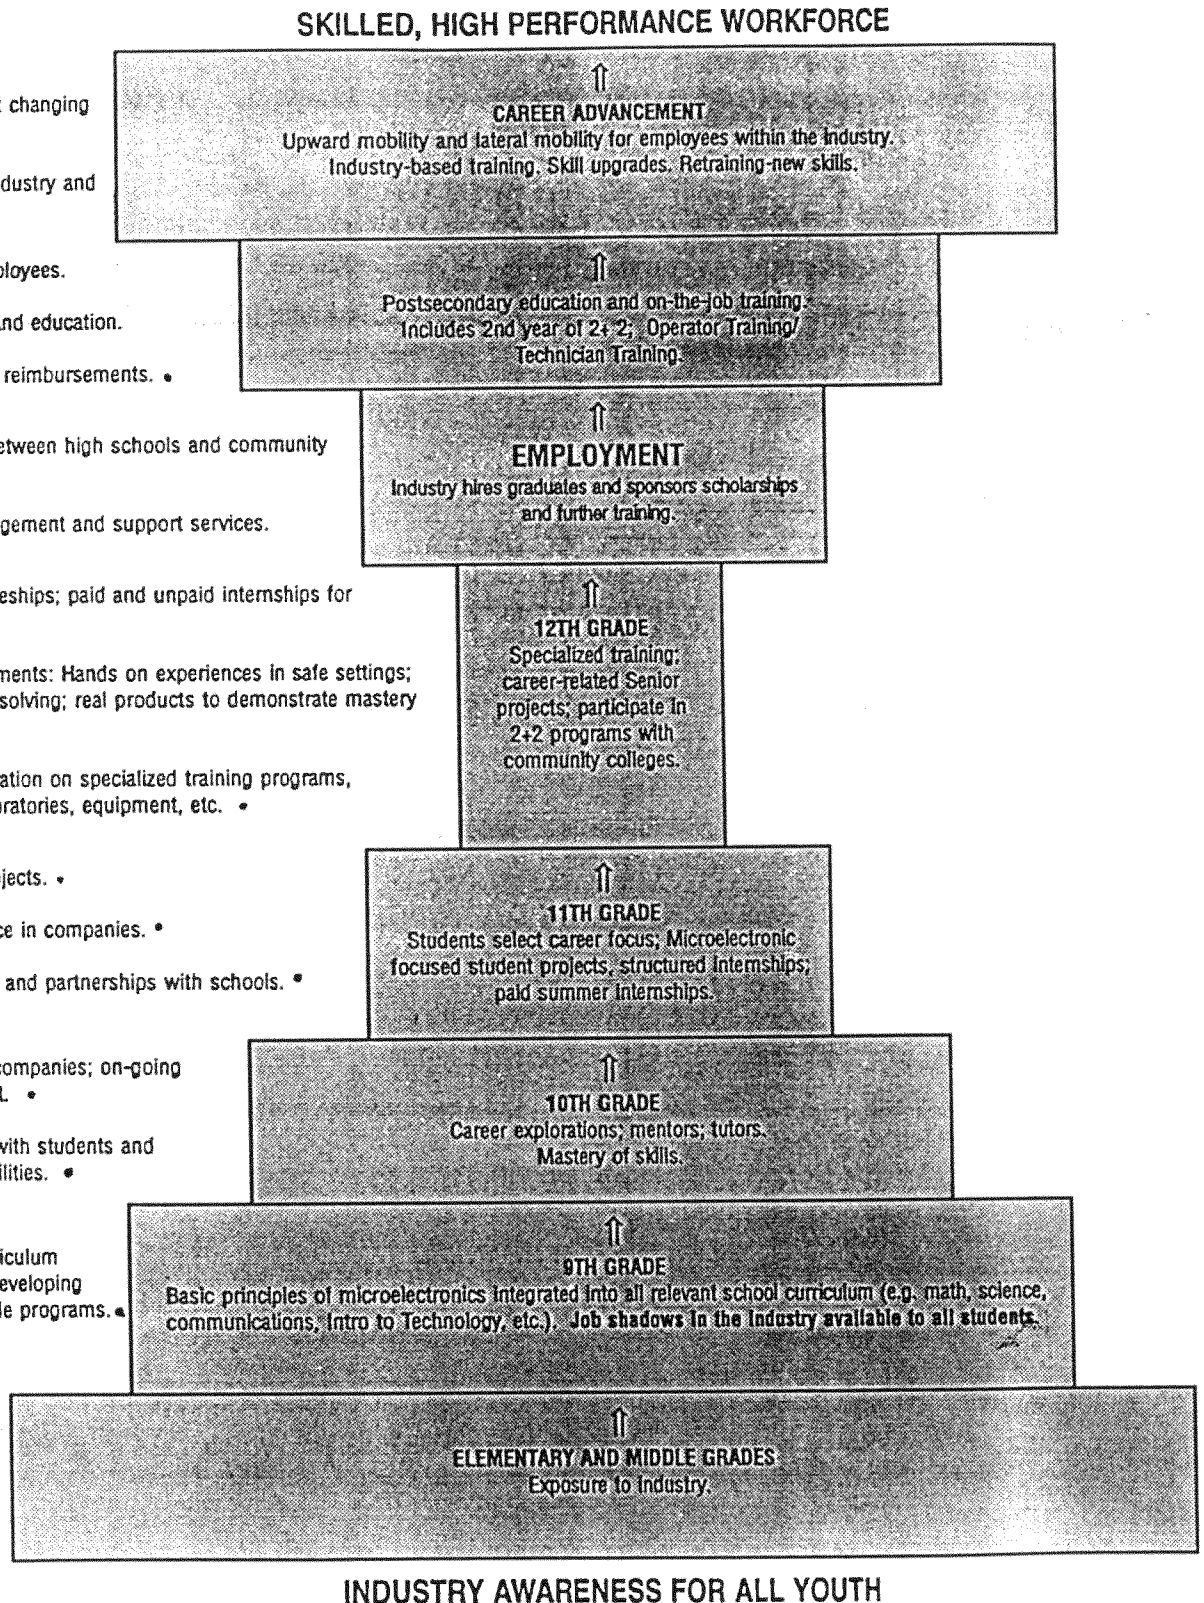 SKILLED, HIGH PERFORMANCE WORKFORCE
changing
⇑
CAREER ADVANCEMENT
Upward mobility and lateral mobility for employees within the industry.
Industry-based training. Skill upgrades. Retraining-new skills.
dustry and
ployees.
nd education.
reimbursements. •
⇑
Postsecondary education and on-the-job training.
Includes 2nd year of 2+2; Operator Training/
Technician Training.
etween high schools and community
gement and support services.
⇑
EMPLOYMENT
Industry hires graduates and sponsors scholarships
and further training.
eships; paid and unpaid internships for
ments: Hands on experiences in safe settings;
solving; real products to demonstrate mastery
ation on specialized training programs,
oratories, equipment, etc. •
⇑
12TH GRADE
Specialized training;
career-related Senior
projects; participate in
2+2 programs with
community colleges.
jects. •
ce in companies. •
and partnerships with schools. •
⇑
11TH GRADE
Students select career focus; Microelectronic
focused student projects, structured internships;
paid summer internships.
companies; on-going
•
with students and
ilities. •
⇑
10TH GRADE
Career explorations; mentors; tutors.
Mastery of skills.
iculum
eveloping
le programs. •
⇑
9TH GRADE
Basic principles of microelectronics integrated into all relevant school curriculum (e.g. math, science,
communications, Intro to Technology, etc.). Job shadows in the industry available to all students.
⇑
ELEMENTARY AND MIDDLE GRADES
Exposure to industry.
INDUSTRY AWARENESS FOR ALL YOUTH